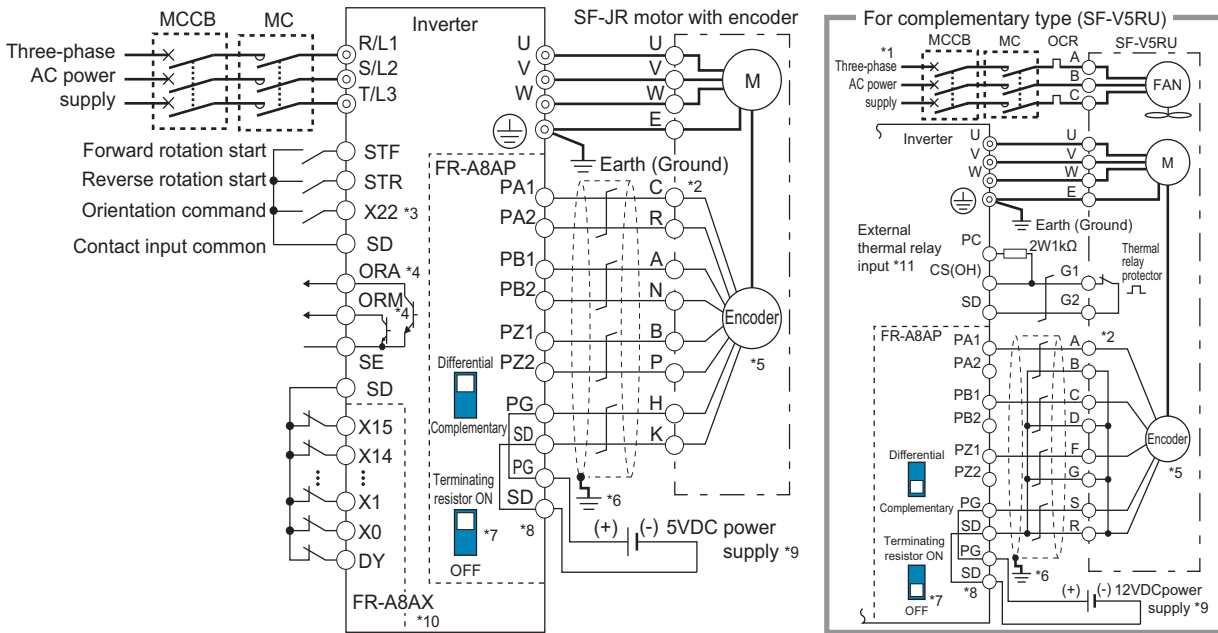 MCCB
MC
Three-phase
AC power
supply
R/L1
S/L2
T/L3
Inverter
SF-JR motor with encoder
U
V
W
U
V
W
E
M
Earth (Ground)
Forward rotation start
Reverse rotation start
Orientation command
Contact input common
STF
STR
X22 *3
SD
ORA *4
ORM
*4
SE
SD
X15
X14
X1
X0
DY
FR-A8AX
*10
FR-A8AP
PA1
PA2
PB1
PB2
PZ1
PZ2
PG
SD
PG
SD
C
*2
R
A
N
B
P
H
K
Encoder
*5
Differential
Complementary
Terminating
resistor ON
*7
OFF
*8
*6
(+)
(-)
5VDC power
supply *9
For complementary type (SF-V5RU)
*1
MCCB
MC
OCR
SF-V5RU
Three-phase
AC power
supply
A
B
C
FAN
Inverter
U
V
W
U
V
W
E
M
Earth (Ground)
External
thermal relay
input *11
PC
2W1kΩ
CS(OH)
SD
G1
G2
Thermal
relay
protector
FR-A8AP
PA1
PA2
PB1
PB2
PZ1
PZ2
PG
SD
PG
SD
A
*2
B
C
D
F
G
S
R
Encoder
*5
Differential
Complementary
Terminating
resistor ON
*7
OFF
*8
*6
(+)
(-)
12VDCpower
supply *9